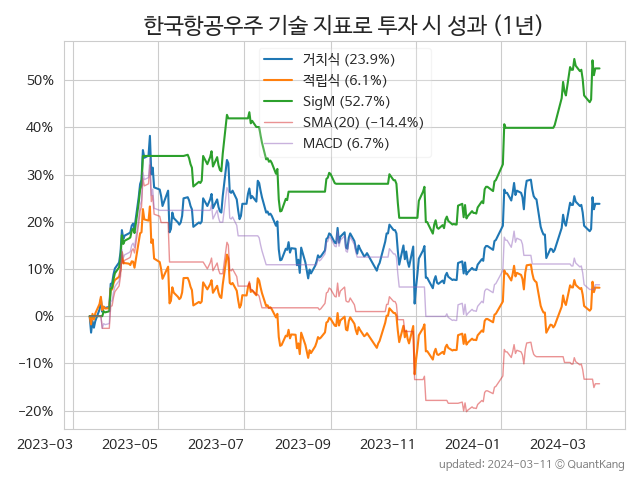 한국항공우주 기술 지표로 투자 시 성과 (1년)
거치식 (23.9%)
적립식 (6.1%)
SigM (52.7%)
SMA(20) (−14.4%)
MACD (6.7%)
50%
40%
30%
20%
10%
0%
−10%
−20%
2023-03 2023-05 2023-07 2023-09 2023-11 2024-01 2024-03
updated: 2024-03-11 © QuantKang